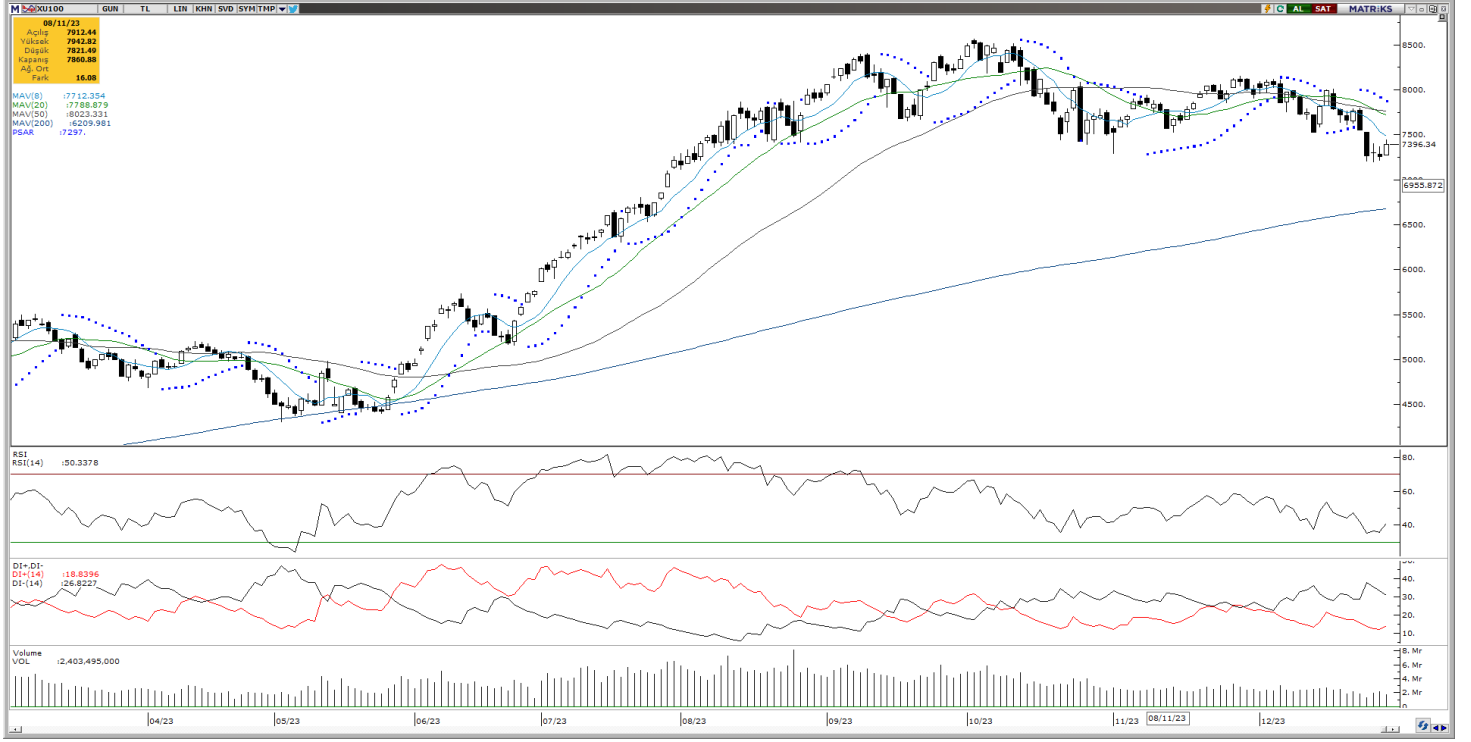 M XU100 GUN TL LIN KHN SVD SYM TMP AL SAT MATRiKS
08/11/23
Açılış 7912.44
Yüksek 7942.82
Düşük 7821.49
Kapanış 7860.88
Ağ. Ort
Fark 16.08
MAV(8) :7712.354
MAV(20) :7788.879
MAV(50) :8023.331
MAV(200) :6209.981
PSAR :7297.
8500.
8000.
7500.
7396.34
7000.
6955.872
6500.
6000.
5500.
5000.
4500.
RSI
RSI(14) :50.3378
80.
60.
40.
DI+,DI-
DI+(14) :18.8396
DI-(14) :26.8227
50.
40.
30.
20.
10.
Volume
VOL :2,403,495,000
8. Mr
6. Mr
4. Mr
2. Mr
0
04/23 05/23 06/23 07/23 08/23 09/23 10/23 11/23 08/11/23 12/23